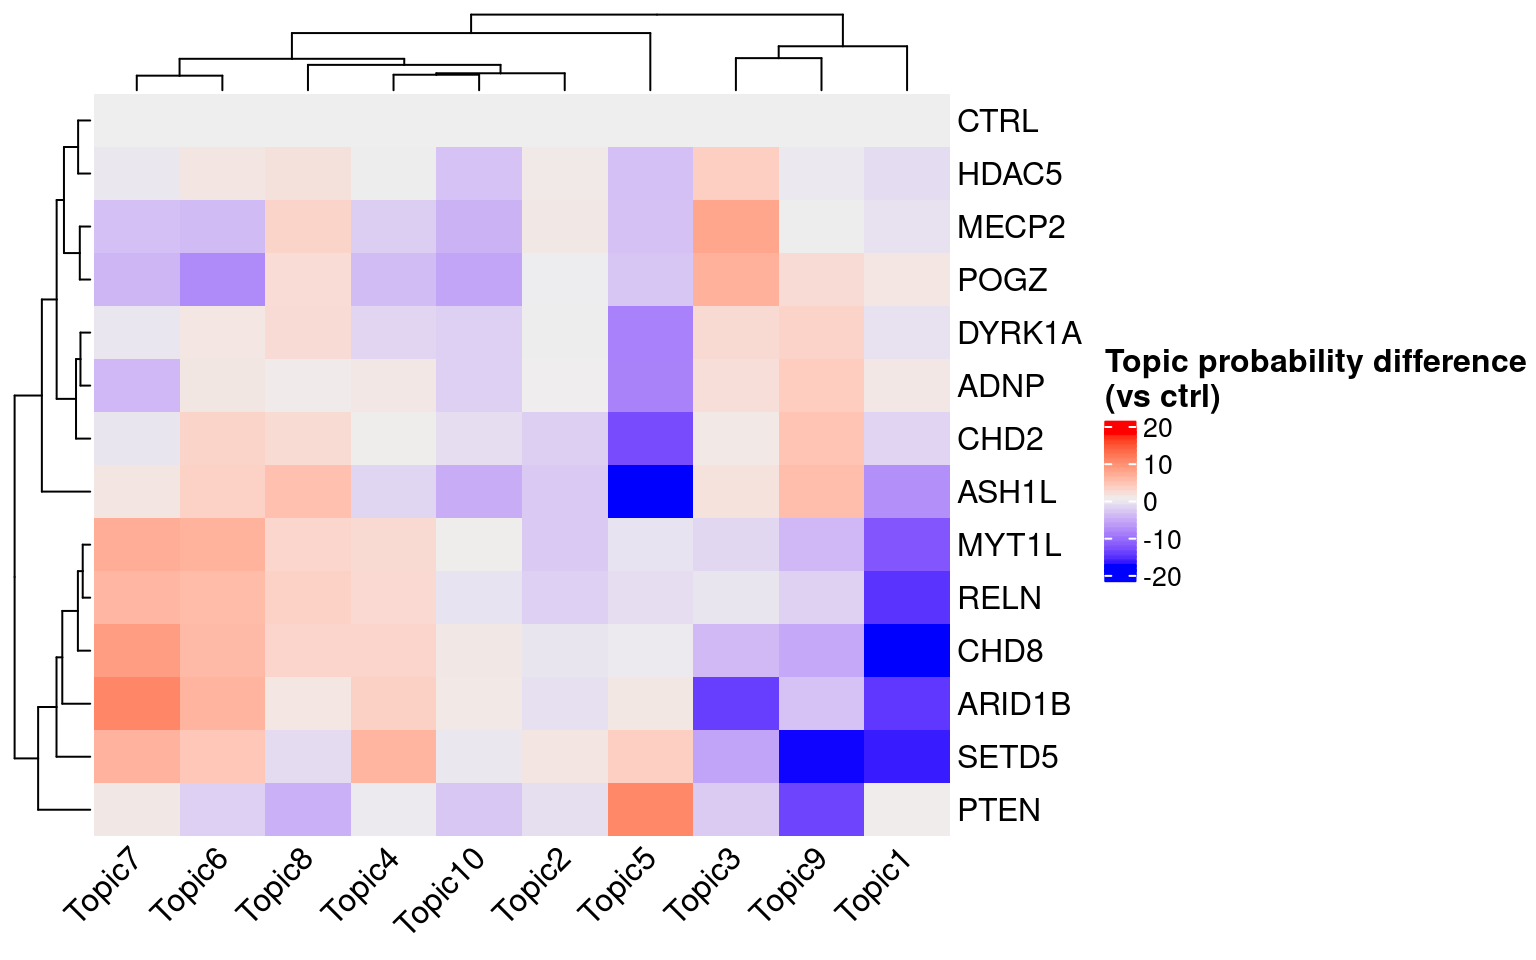 CTRL
HDAC5
MECP2
POGZ
DYRK1A
ADNP
CHD2
ASH1L
MYT1L
RELN
CHD8
ARID1B
SETD5
PTEN
Topic probability difference
(vs ctrl)
20
10
0
-10
-20
Topic7
Topic6
Topic8
Topic4
Topic10
Topic2
Topic5
Topic3
Topic9
Topic1